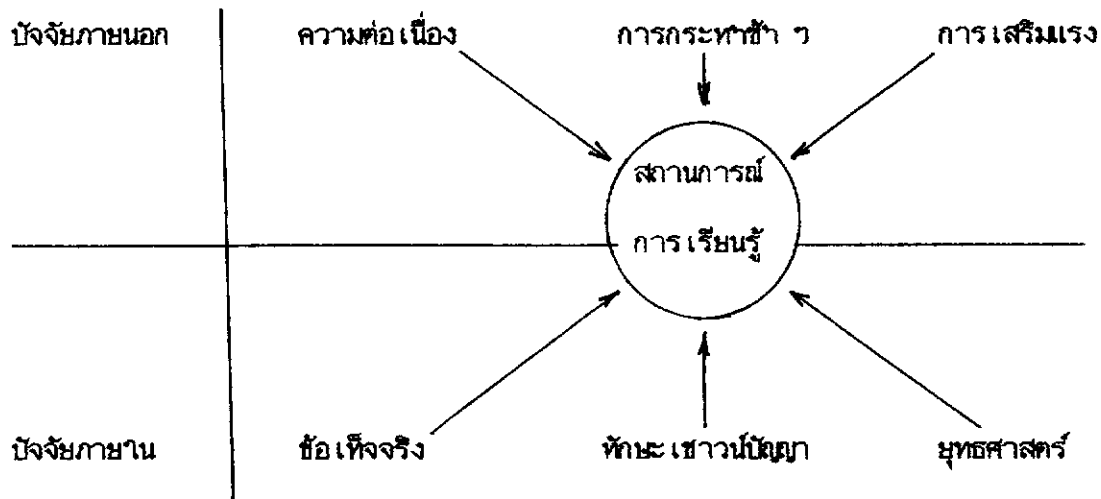 ปัจจัยภายนอก ความต่อเนื่อง การกระทำซ้ำ ๆ การเสริมแรง
สถานการณ์
การเรียนรู้
ปัจจัยภายใน ข้อเท็จจริง ทักษะเชาวน์ปัญญา ยุทธศาสตร์